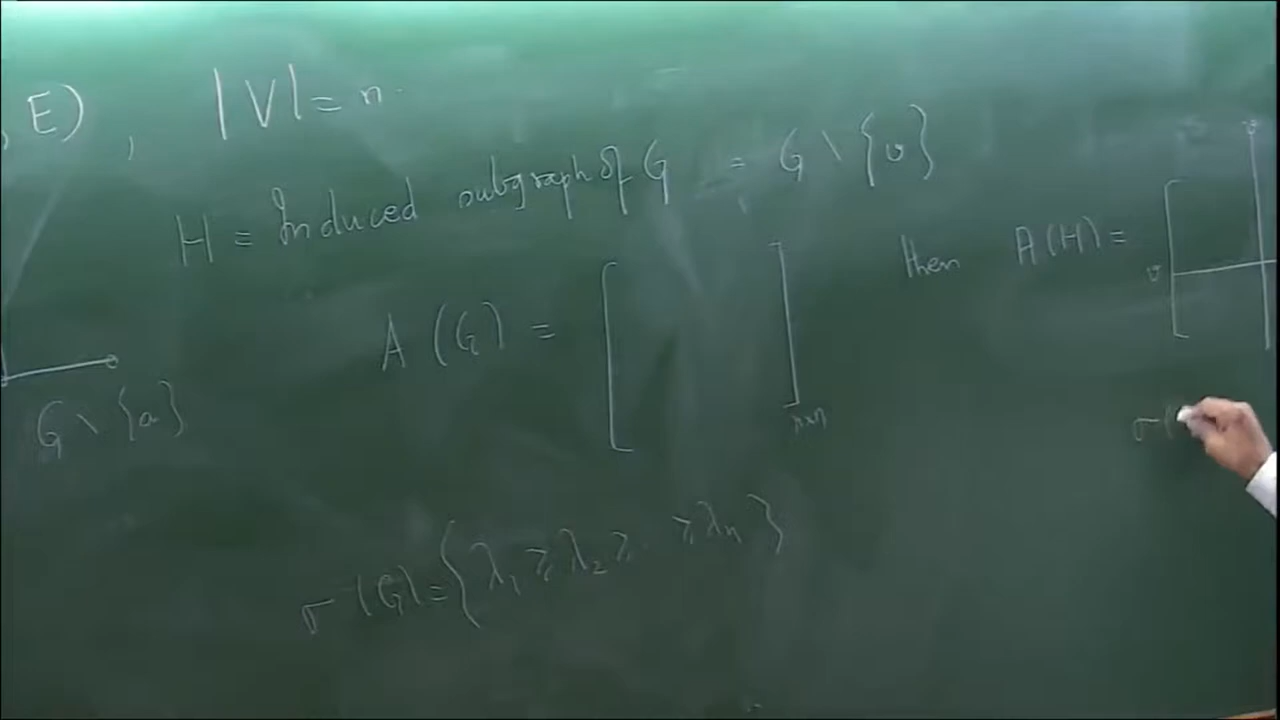 , E) , |V| = n.
H = Induced subgraph of G = G \ {v}
A (G) = [ ] n×n
then A(H) = [ ]
v
v
G \ {a}
σ(
σ(G) = { λ₁ ≥ λ₂ ≥ . ≥ λₙ }